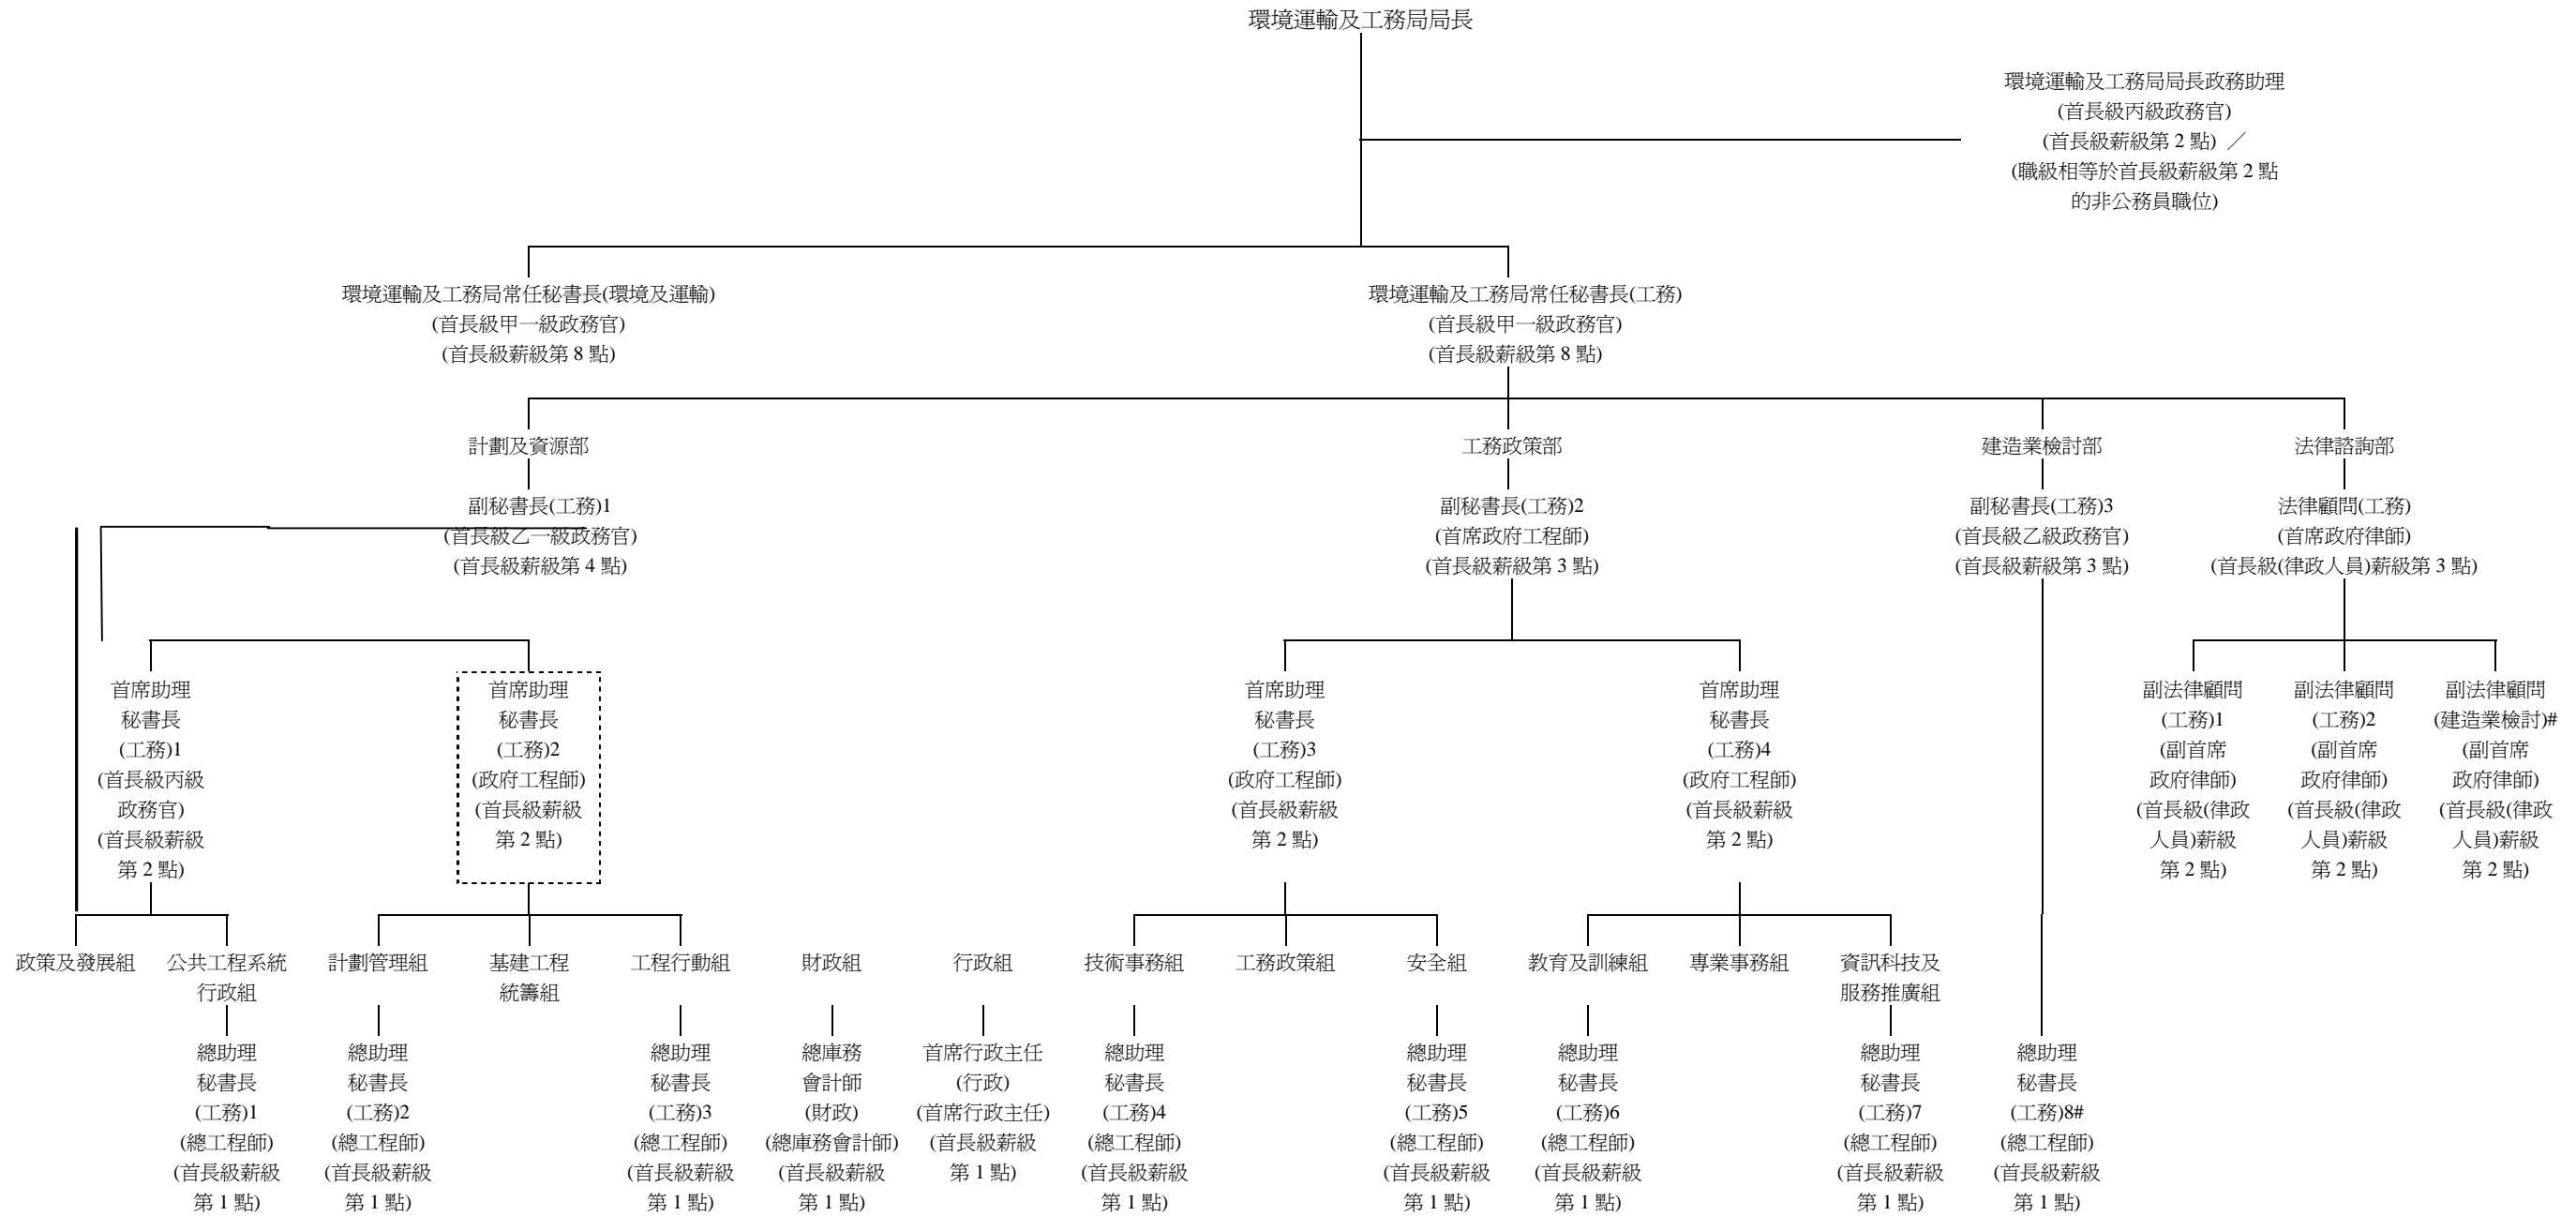 環境運輸及工務局局長
環境運輸及工務局局長政務助理
(首長級丙級政務官)
(首長級薪級第 2 點) ／
(職級相等於首長級薪級第 2 點
的非公務員職位)
環境運輸及工務局常任秘書長(環境及運輸)
(首長級甲一級政務官)
(首長級薪級第 8 點)
環境運輸及工務局常任秘書長(工務)
(首長級甲一級政務官)
(首長級薪級第 8 點)
計劃及資源部
副秘書長(工務)1
(首長級乙一級政務官)
(首長級薪級第 4 點)
工務政策部
副秘書長(工務)2
(首席政府工程師)
(首長級薪級第 3 點)
建造業檢討部
副秘書長(工務)3
(首長級乙級政務官)
(首長級薪級第 3 點)
法律諮詢部
法律顧問(工務)
(首席政府律師)
(首長級(律政人員)薪級第 3 點)
首席助理
秘書長
(工務)1
(首長級丙級
政務官)
(首長級薪級
第 2 點)
首席助理
秘書長
(工務)2
(政府工程師)
(首長級薪級
第 2 點)
首席助理
秘書長
(工務)3
(政府工程師)
(首長級薪級
第 2 點)
首席助理
秘書長
(工務)4
(政府工程師)
(首長級薪級
第 2 點)
副法律顧問
(工務)1
(副首席
政府律師)
(首長級(律政
人員)薪級
第 2 點)
副法律顧問
(工務)2
(副首席
政府律師)
(首長級(律政
人員)薪級
第 2 點)
副法律顧問
(建造業檢討)#
(副首席
政府律師)
(首長級(律政
人員)薪級
第 2 點)
政策及發展組
公共工程系統
行政組
計劃管理組
基建工程
統籌組
工程行動組
財政組
行政組
技術事務組
工務政策組
安全組
教育及訓練組
專業事務組
資訊科技及
服務推廣組
總助理
秘書長
(工務)1
(總工程師)
(首長級薪級
第 1 點)
總助理
秘書長
(工務)2
(總工程師)
(首長級薪級
第 1 點)
總助理
秘書長
(工務)3
(總工程師)
(首長級薪級
第 1 點)
總庫務
會計師
(財政)
(總庫務會計師)
(首長級薪級
第 1 點)
首席行政主任
(行政)
(首席行政主任)
(首長級薪級
第 1 點)
總助理
秘書長
(工務)4
(總工程師)
(首長級薪級
第 1 點)
總助理
秘書長
(工務)5
(總工程師)
(首長級薪級
第 1 點)
總助理
秘書長
(工務)6
(總工程師)
(首長級薪級
第 1 點)
總助理
秘書長
(工務)7
(總工程師)
(首長級薪級
第 1 點)
總助理
秘書長
(工務)8#
(總工程師)
(首長級薪級
第 1 點)